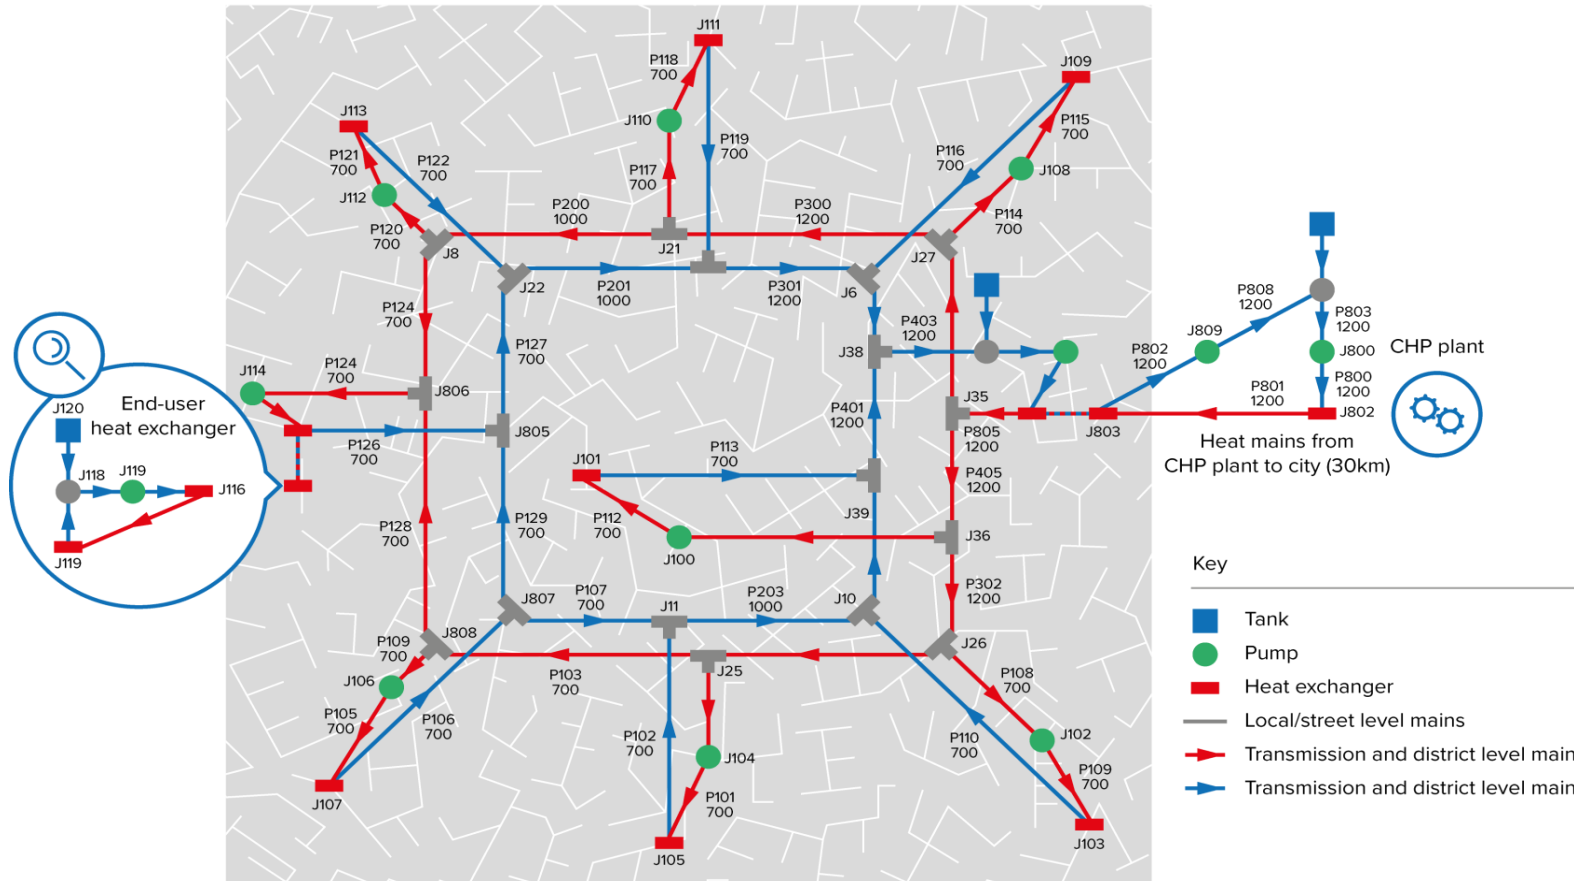 J111
P118
700
J109
J110
P115
700
J113
P121
700
P122
700
P119
700
P116
700
J108
P117
700
J112
P120
700
P200
1000
P300
1200
P114
700
J21
J8
J27
J22
P201
1000
P301
1200
J6
P808
1200
P124
700
P403
1200
J809
P803
1200
P127
700
J38
P802
1200
J800
CHP plant
J114
P124
700
J806
J35
P801
1200
P800
1200
J120
End-user
heat exchanger
P401
1200
P805
1200
J803
J802
Heat mains from
CHP plant to city (30km)
J805
P126
700
P113
700
J101
P405
1200
J118
J119
J116
P112
700
J39
P128
700
P129
700
J100
J36
J119
P302
1200
Key
J807
P107
700
J11
P203
1000
J10
Tank
J808
J26
P109
700
P103
700
J25
P108
700
Pump
J106
Heat exchanger
P105
700
P106
700
Local/street level mains
P102
700
J104
P110
700
J102
Transmission and district level main
P109
700
J107
P101
700
Transmission and district level main
J105
J103